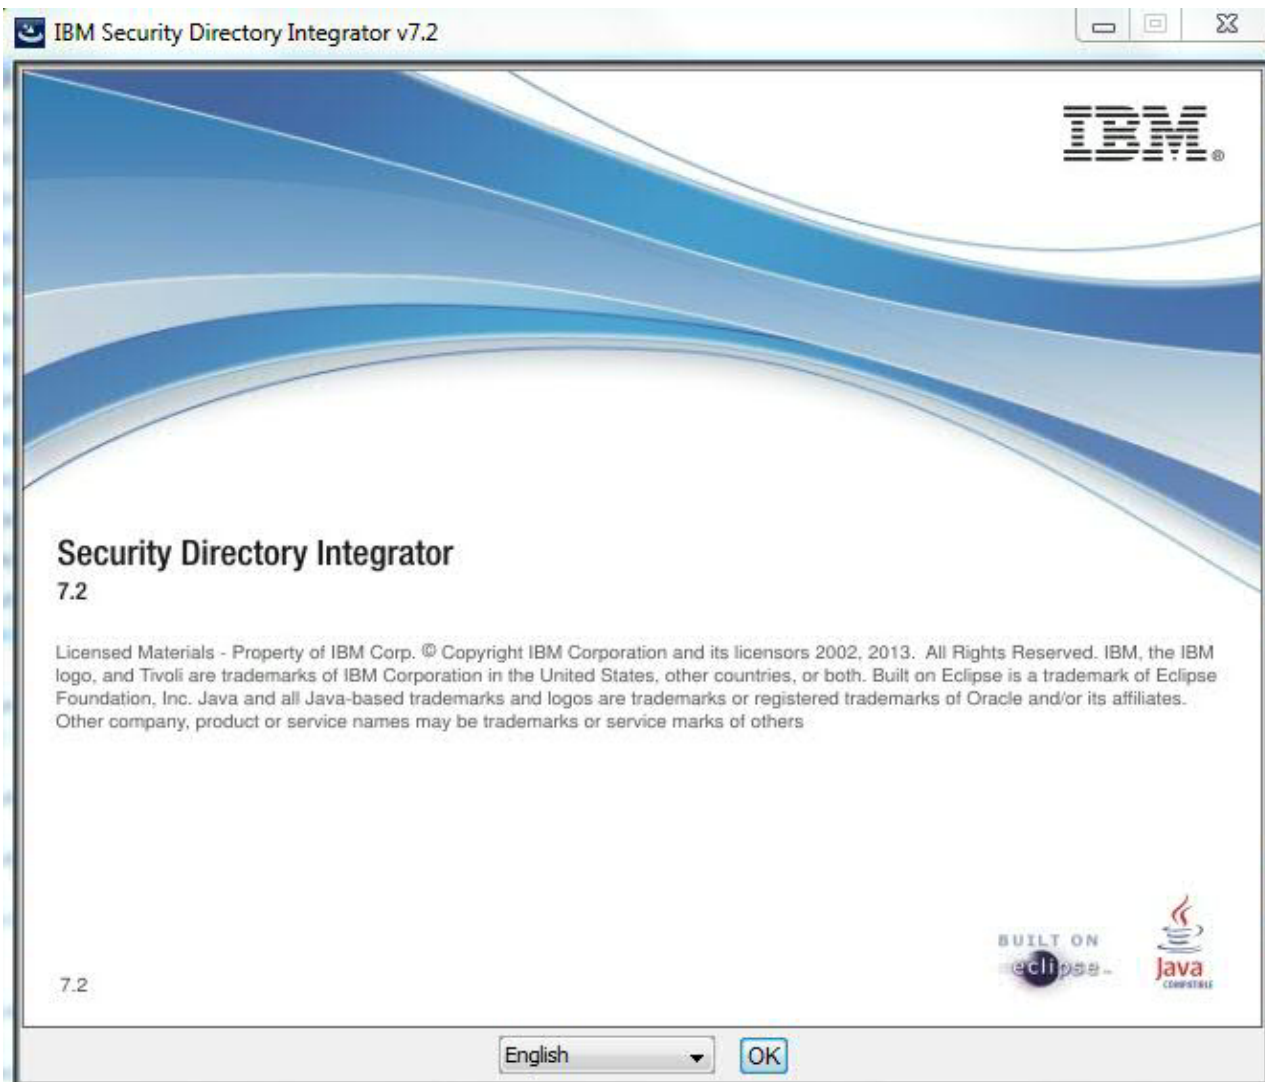 IBM Security Directory Integrator v7.2
IBM®
Security Directory Integrator
7.2
Licensed Materials - Property of IBM Corp. © Copyright IBM Corporation and its licensors 2002, 2013. All Rights Reserved. IBM, the IBM
logo, and Tivoli are trademarks of IBM Corporation in the United States, other countries, or both. Built on Eclipse is a trademark of Eclipse
Foundation, Inc. Java and all Java-based trademarks and logos are trademarks or registered trademarks of Oracle and/or its affiliates.
Other company, product or service names may be trademarks or service marks of others
BUILT ON
eclipse™
Java
COMPATIBLE
7.2
English
OK